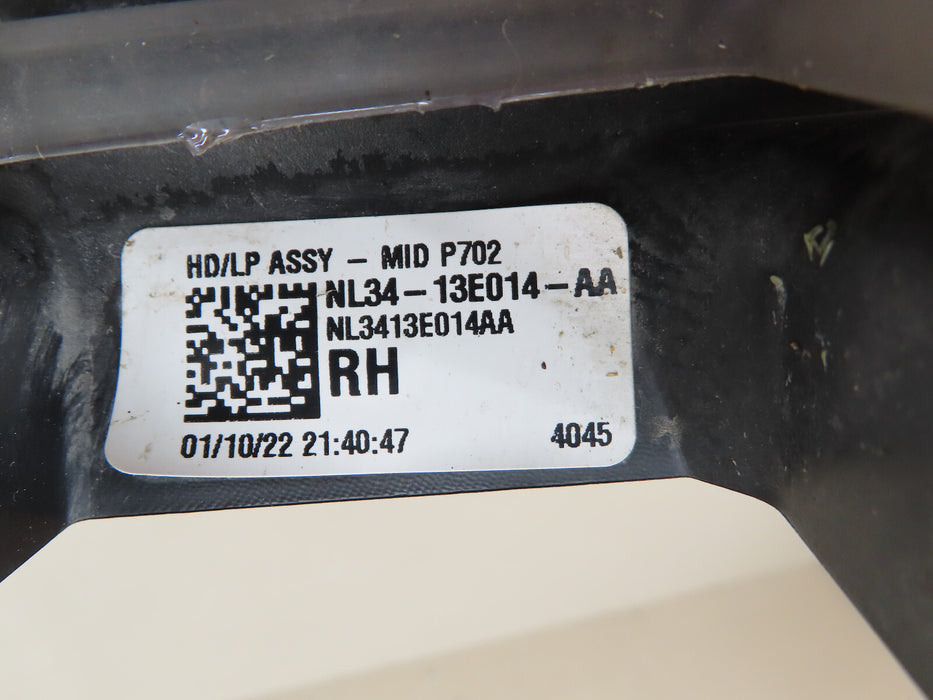 HD/LP ASSY - MID P702
NL34-13E014-AA
NL3413E014AA
RH
01/10/22 21:40:47 4045